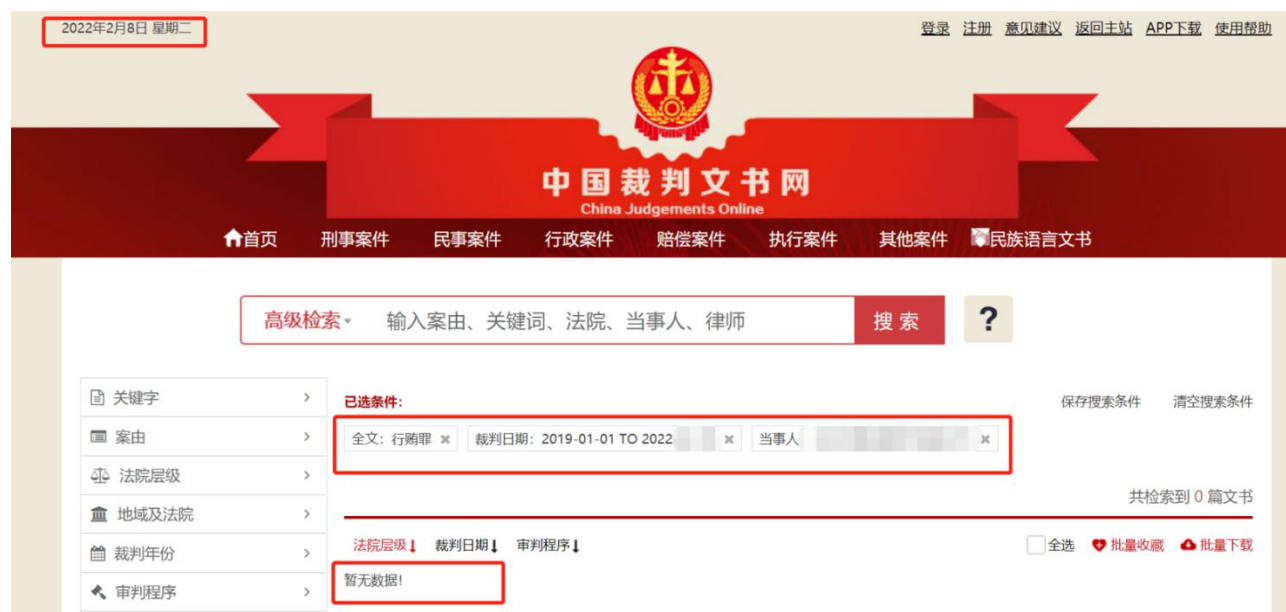 2022年2月8日 星期二
登录 注册 意见建议 返回主站 APP下载 使用帮助
中国裁判文书网
China Judgements Online
首页 刑事案件 民事案件 行政案件 赔偿案件 执行案件 其他案件 民族语言文书
高级检索 输入案由、关键词、法院、当事人、律师 搜索 ?
关键字
案由
法院层级
地域及法院
裁判年份
审判程序
已选条件:
保存搜索条件 清空搜索条件
全文：行贿罪 × 裁判日期：2019-01-01 TO 2022 × 当事人 ×
共检索到 0 篇文书
法院层级 裁判日期 审判程序
全选 批量收藏 批量下载
暂无数据!